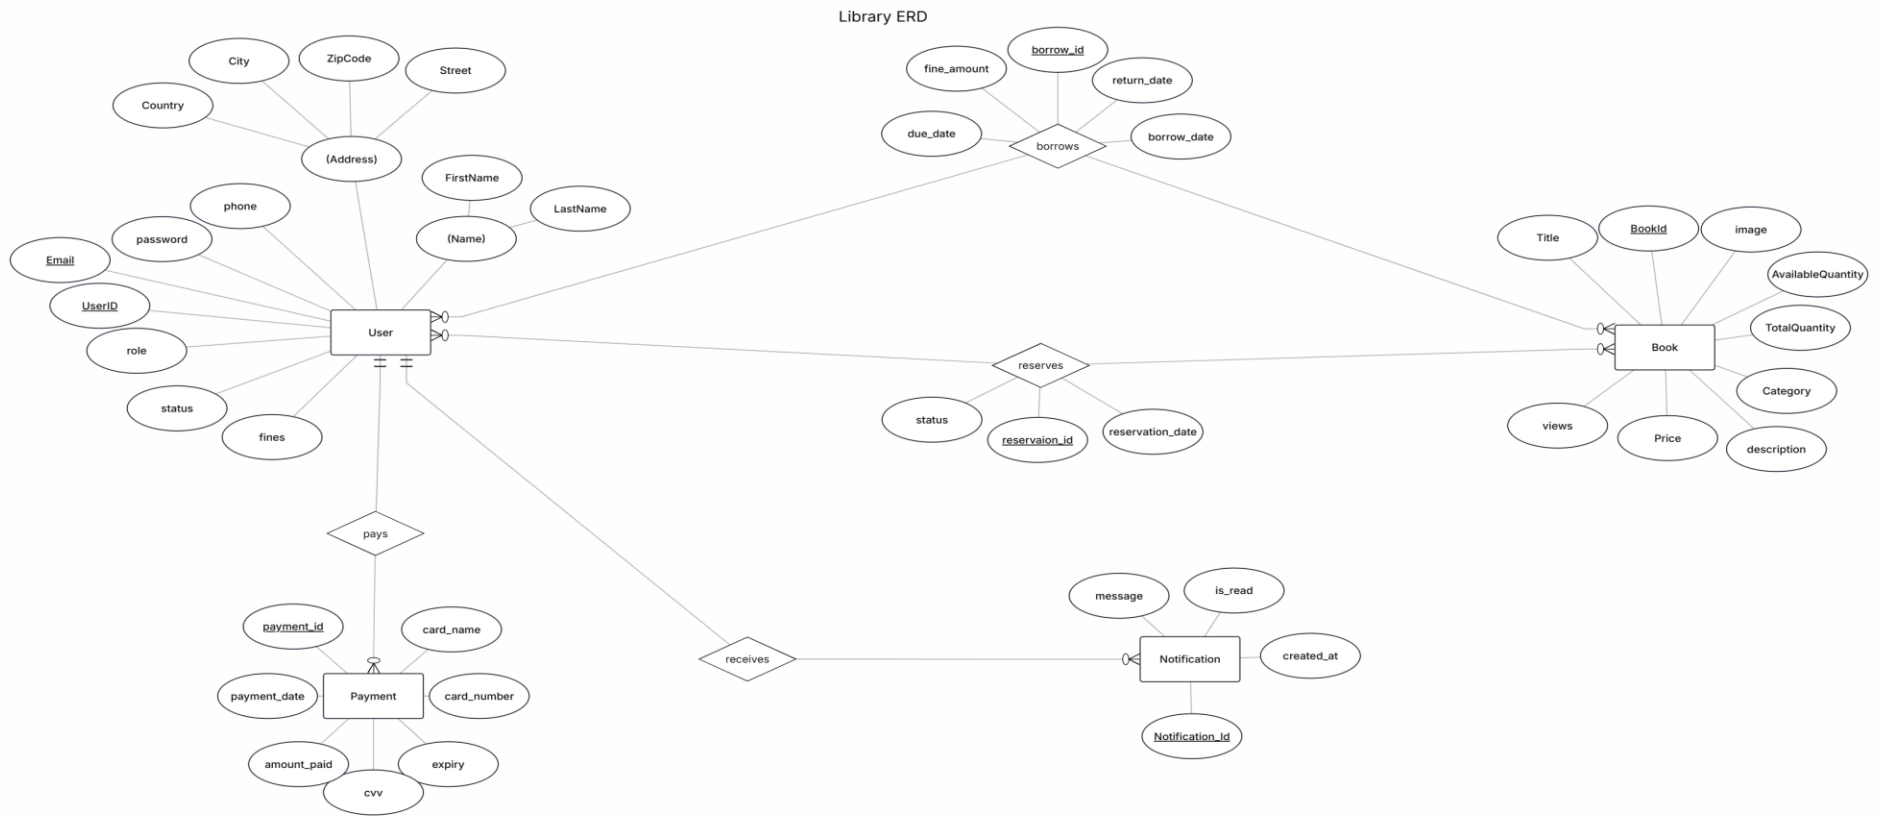 Library ERD
City
ZipCode
Street
Country
(Address)
FirstName
LastName
(Name)
phone
password
Email
UserID
role
status
fines
User
borrow_id
fine_amount
return_date
due_date
borrow_date
borrows
reserves
status
reservaion_id
reservation_date
Title
BookId
image
AvailableQuantity
TotalQuantity
Category
description
Price
views
Book
pays
payment_id
card_name
payment_date
Payment
card_number
amount_paid
cvv
expiry
receives
message
is_read
Notification
created_at
Notification_Id